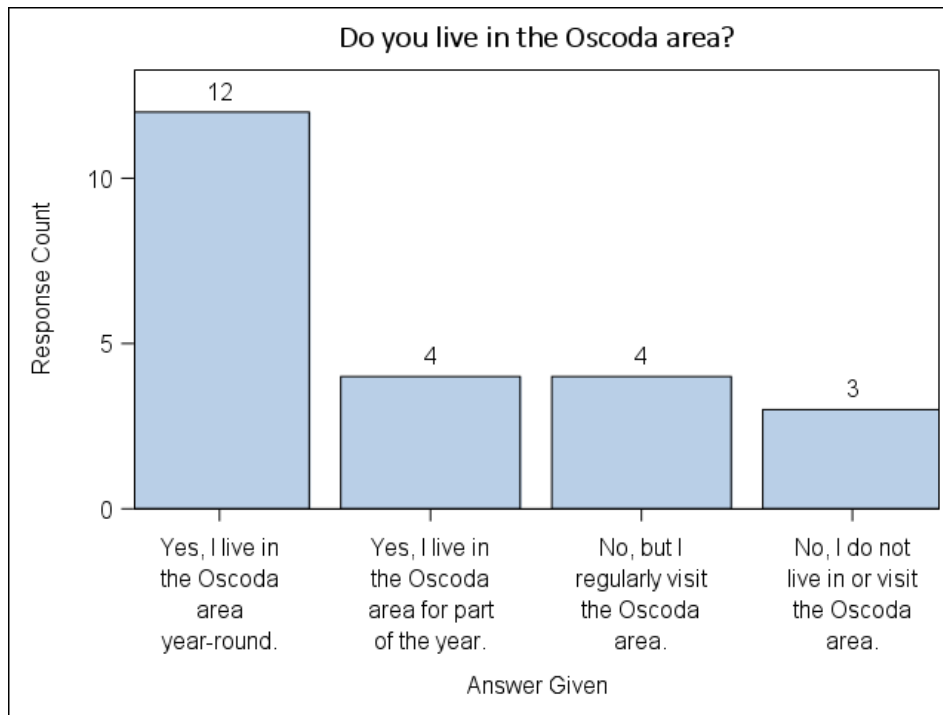 Do you live in the Oscoda area?
12
4
4
3
10
5
0
Response Count
Yes, I live in
the Oscoda
area
year-round.
Yes, I live in
the Oscoda
area for part
of the year.
No, but I
regularly visit
the Oscoda
area.
No, I do not
live in or visit
the Oscoda
area.
Answer Given